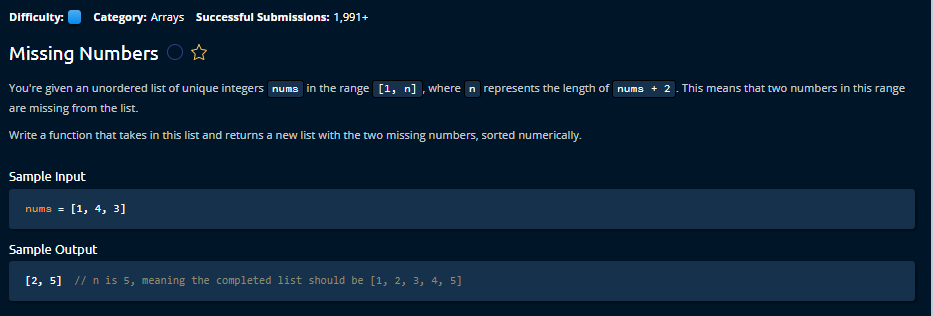 Difficulty: Category: Arrays Successful Submissions: 1,991+
Missing Numbers
You're given an unordered list of unique integers nums in the range [1, n], where n represents the length of nums + 2. This means that two numbers in this range
are missing from the list.
Write a function that takes in this list and returns a new list with the two missing numbers, sorted numerically.
Sample Input
nums = [1, 4, 3]
Sample Output
[2, 5] // n is 5, meaning the completed list should be [1, 2, 3, 4, 5]